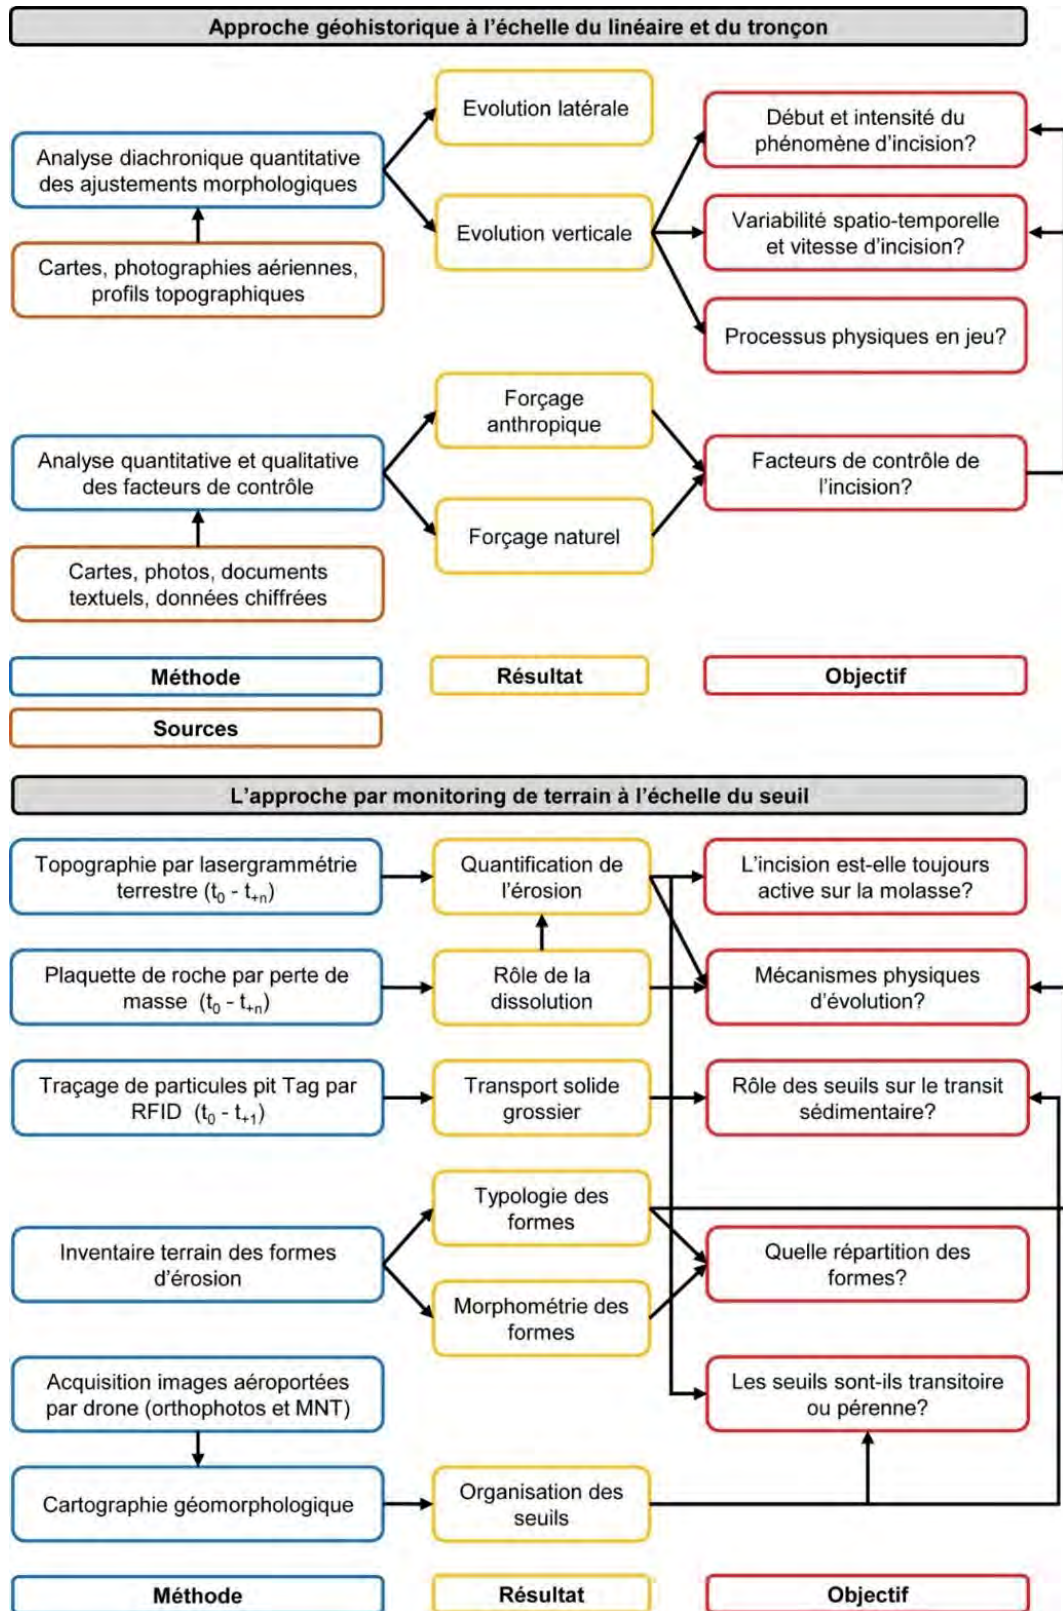 Approche géohistorique à l'échelle du linéaire et du tronçon
Evolution latérale
Début et intensité du
phénomène d'incision?
Analyse diachronique quantitative
des ajustements morphologiques
Evolution verticale
Variabilité spatio-temporelle
et vitesse d'incision?
Cartes, photographies aériennes,
profils topographiques
Processus physiques en jeu?
Forçage
anthropique
Analyse quantitative et qualitative
des facteurs de contrôle
Facteurs de contrôle de
l'incision?
Forçage naturel
Cartes, photos, documents
textuels, données chiffrées
Méthode
Résultat
Objectif
Sources
L'approche par monitoring de terrain à l'échelle du seuil
Topographie par lasergrammétrie
terrestre (t₀ - t₊ₙ)
Quantification de
l'érosion
L'incision est-elle toujours
active sur la molasse?
Plaquette de roche par perte de
masse (t₀ - t₊ₙ)
Rôle de la
dissolution
Mécanismes physiques
d'évolution?
Traçage de particules pit Tag par
RFID (t₀ - t₊₁)
Transport solide
grossier
Rôle des seuils sur le transit
sédimentaire?
Typologie des
formes
Inventaire terrain des formes
d'érosion
Quelle répartition des
formes?
Morphométrie des
formes
Acquisition images aéroportées
par drone (orthophotos et MNT)
Les seuils sont-ils transitoire
ou pérenne?
Cartographie géomorphologique
Organisation des
seuils
Méthode
Résultat
Objectif